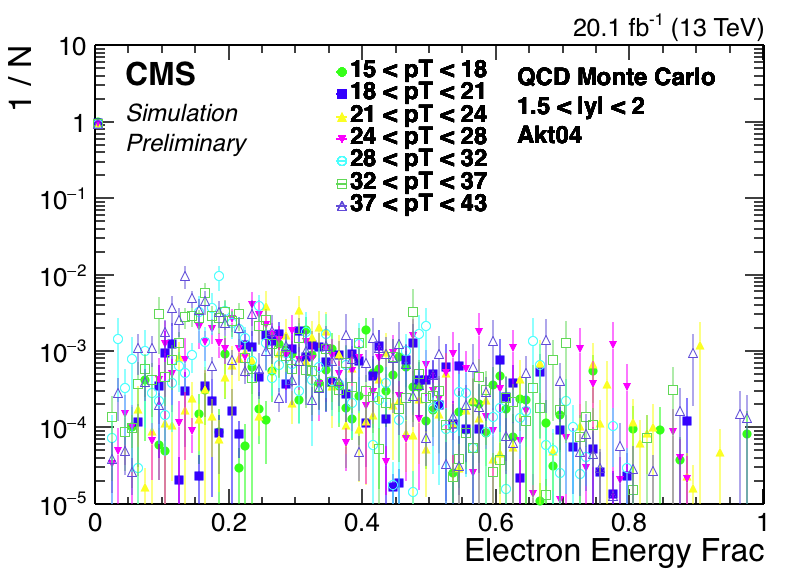 20.1 fb⁻¹ (13 TeV)
1 / N
10
1
10⁻¹
10⁻²
10⁻³
10⁻⁴
10⁻⁵
CMS
Simulation
Preliminary
15 < pT < 18
18 < pT < 21
21 < pT < 24
24 < pT < 28
28 < pT < 32
32 < pT < 37
37 < pT < 43
QCD Monte Carlo
1.5 < |y| < 2
Akt04
0 0.2 0.4 0.6 0.8 1
Electron Energy Frac